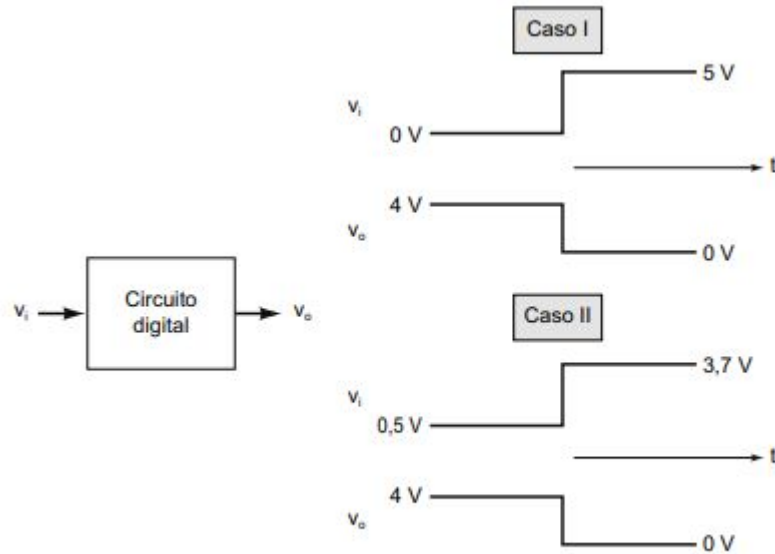 Caso I
5 V
vᵢ
0 V
t
4 V
vₒ
0 V
Circuito
digital
vᵢ
vₒ
Caso II
3,7 V
vᵢ
0,5 V
t
4 V
vₒ
0 V